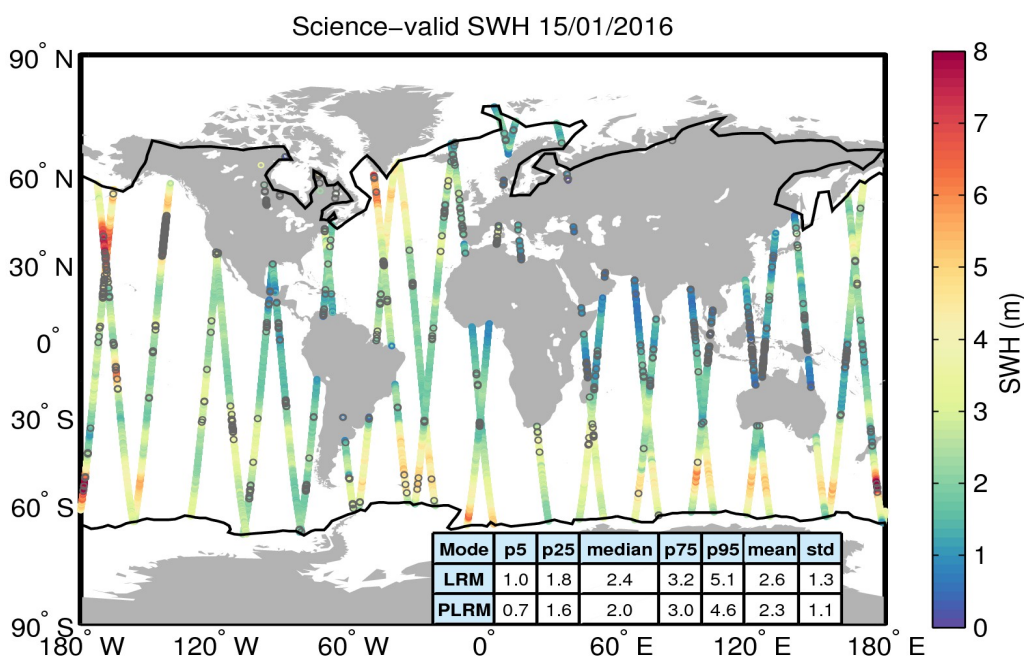 Science−valid SWH 15/01/2016
90° N
60° N
30° N
0°
30° S
60° S
90° S
180° W
120° W
60° W
0°
60° E
120° E
180° E
8
7
6
5
4
3
2
1
0
SWH (m)
Mode p5 p25 median p75 p95 mean std
LRM 1.0 1.8 2.4 3.2 5.1 2.6 1.3
PLRM 0.7 1.6 2.0 3.0 4.6 2.3 1.1